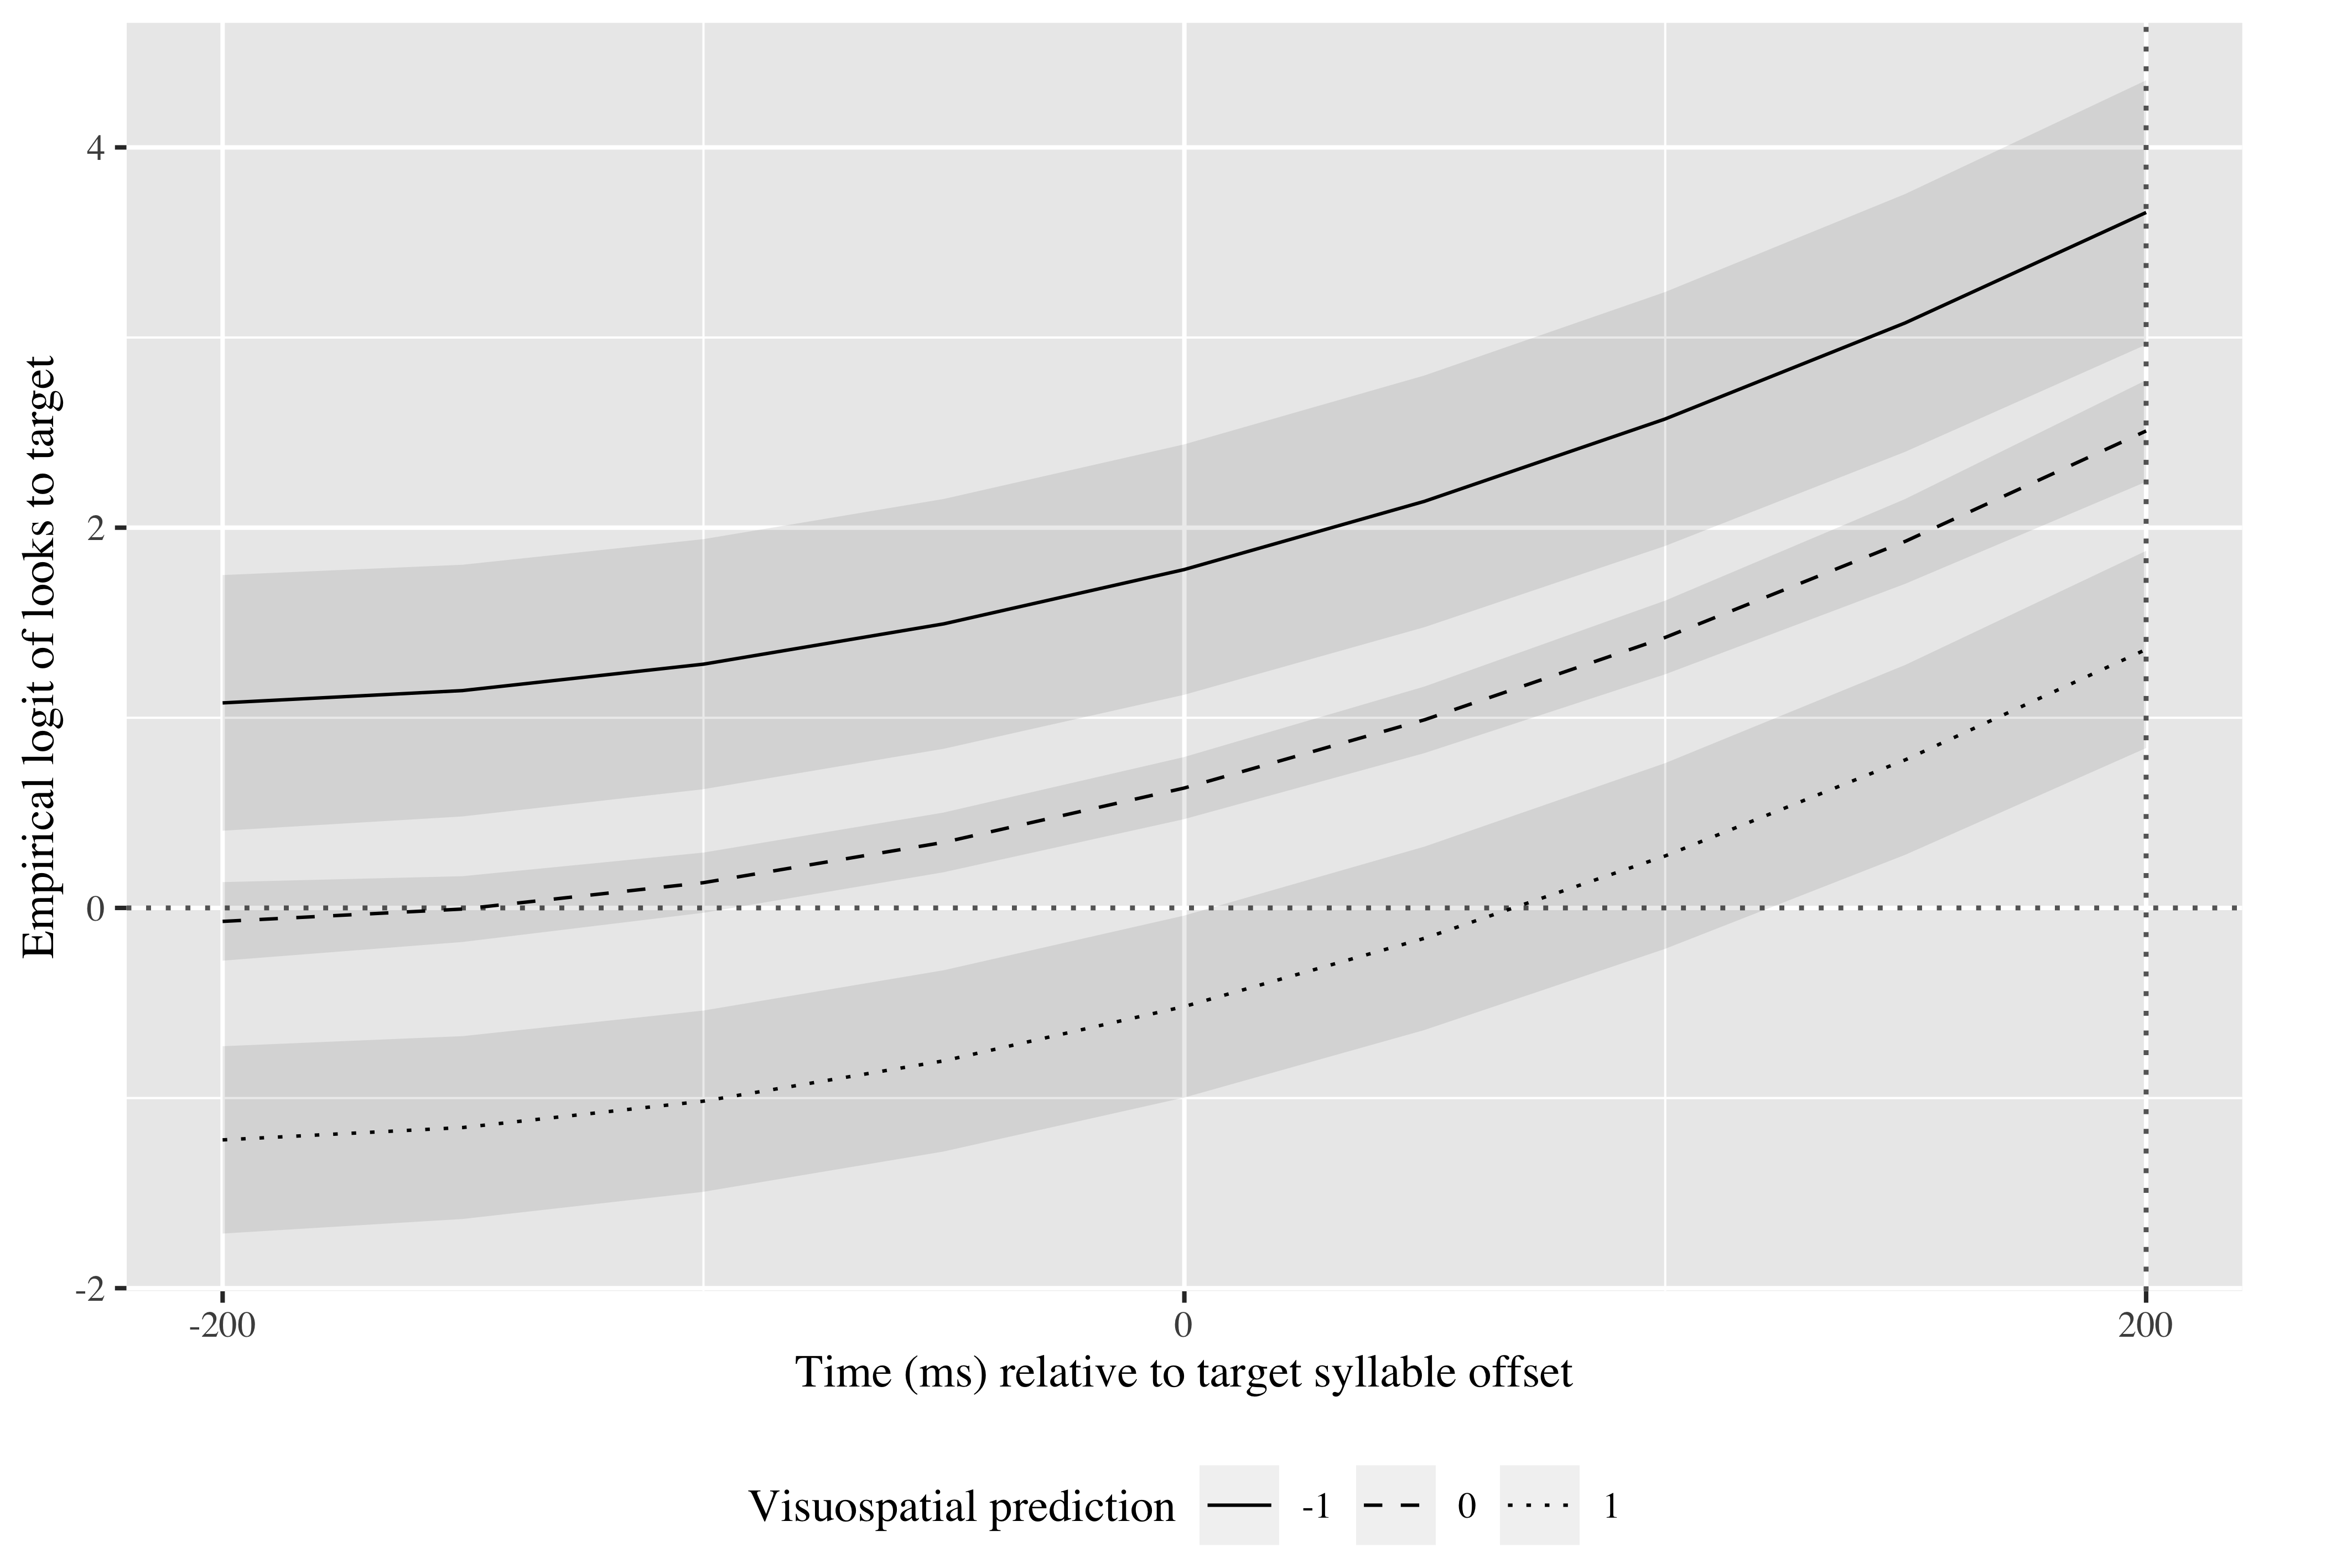 Empirical logit of looks to target
4
2
0
-2
-200
0
200
Time (ms) relative to target syllable offset
Visuospatial prediction -1 0 1